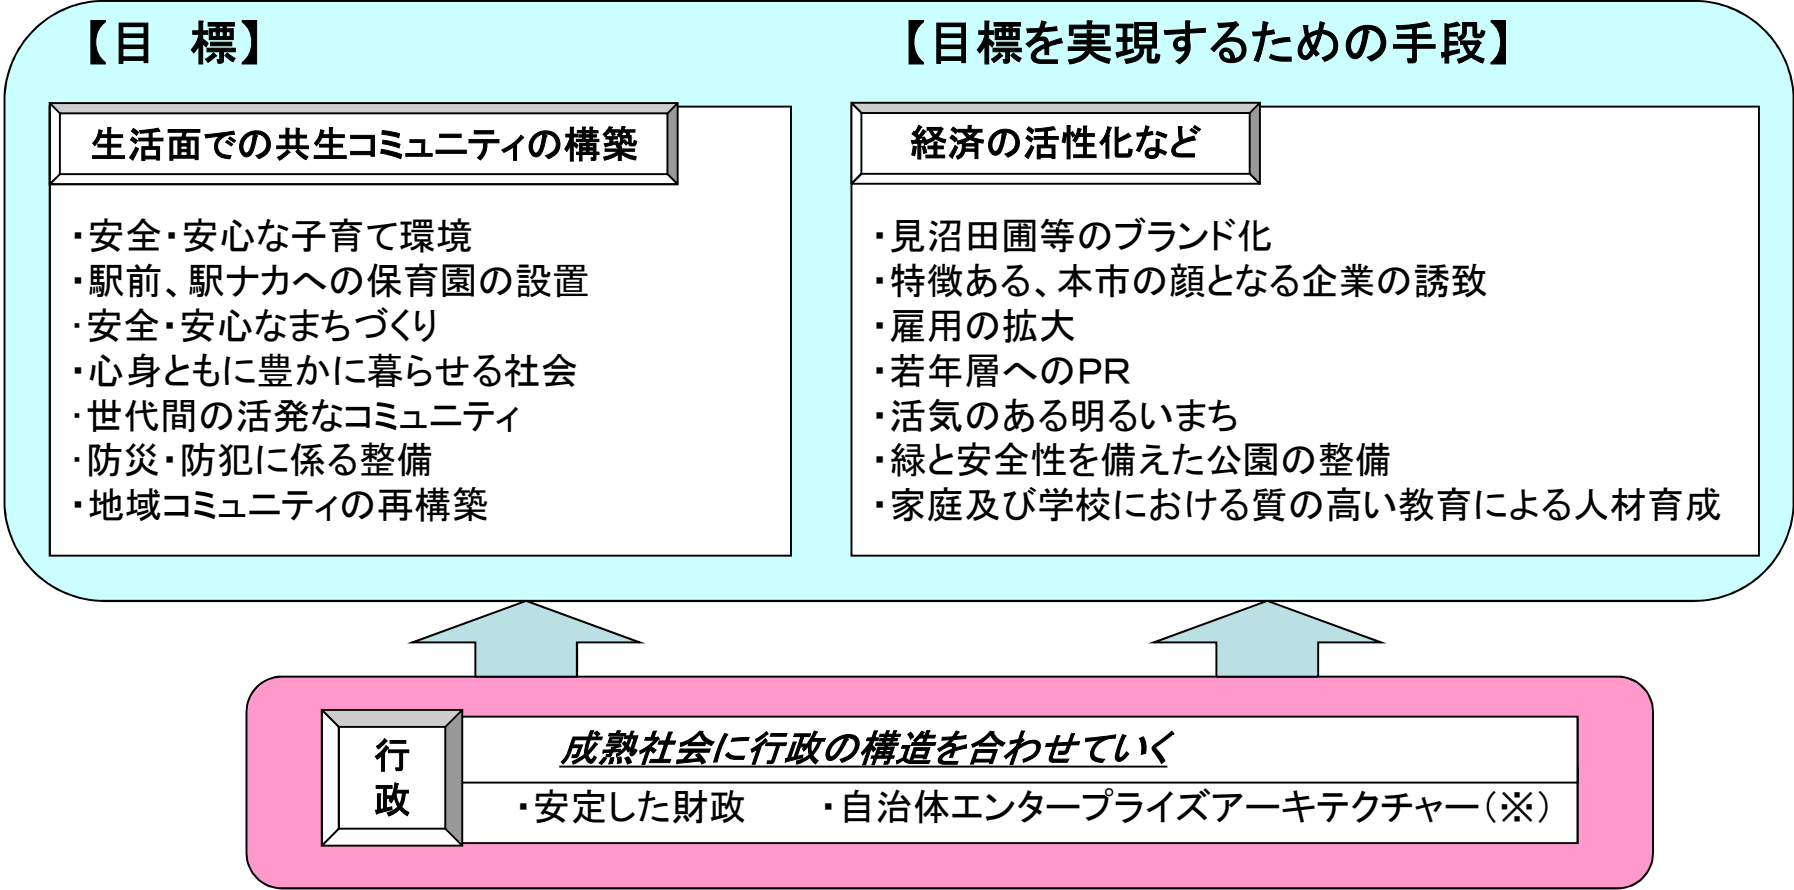 【目　標】
生活面での共生コミュニティの構築
・安全・安心な子育て環境
・駅前、駅ナカへの保育園の設置
・安全・安心なまちづくり
・心身ともに豊かに暮らせる社会
・世代間の活発なコミュニティ
・防災・防犯に係る整備
・地域コミュニティの再構築
【目標を実現するための手段】
経済の活性化など
・見沼田圃等のブランド化
・特徴ある、本市の顔となる企業の誘致
・雇用の拡大
・若年層へのＰＲ
・活気のある明るいまち
・緑と安全性を備えた公園の整備
・家庭及び学校における質の高い教育による人材育成
行
政
成熟社会に行政の構造を合わせていく
・安定した財政　　・自治体エンタープライズアーキテクチャー（※）